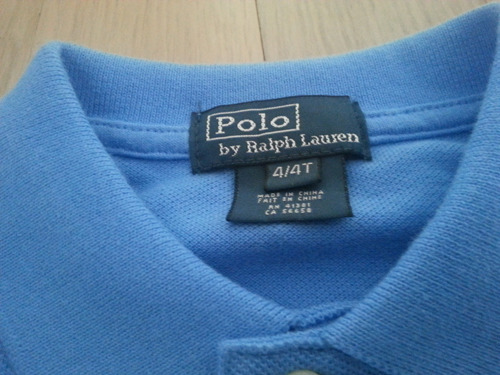 Polo
by Ralph Lauren
4/4T
MADE IN CHINA
FAIT EN CHINE
RN 41381
CA 56658